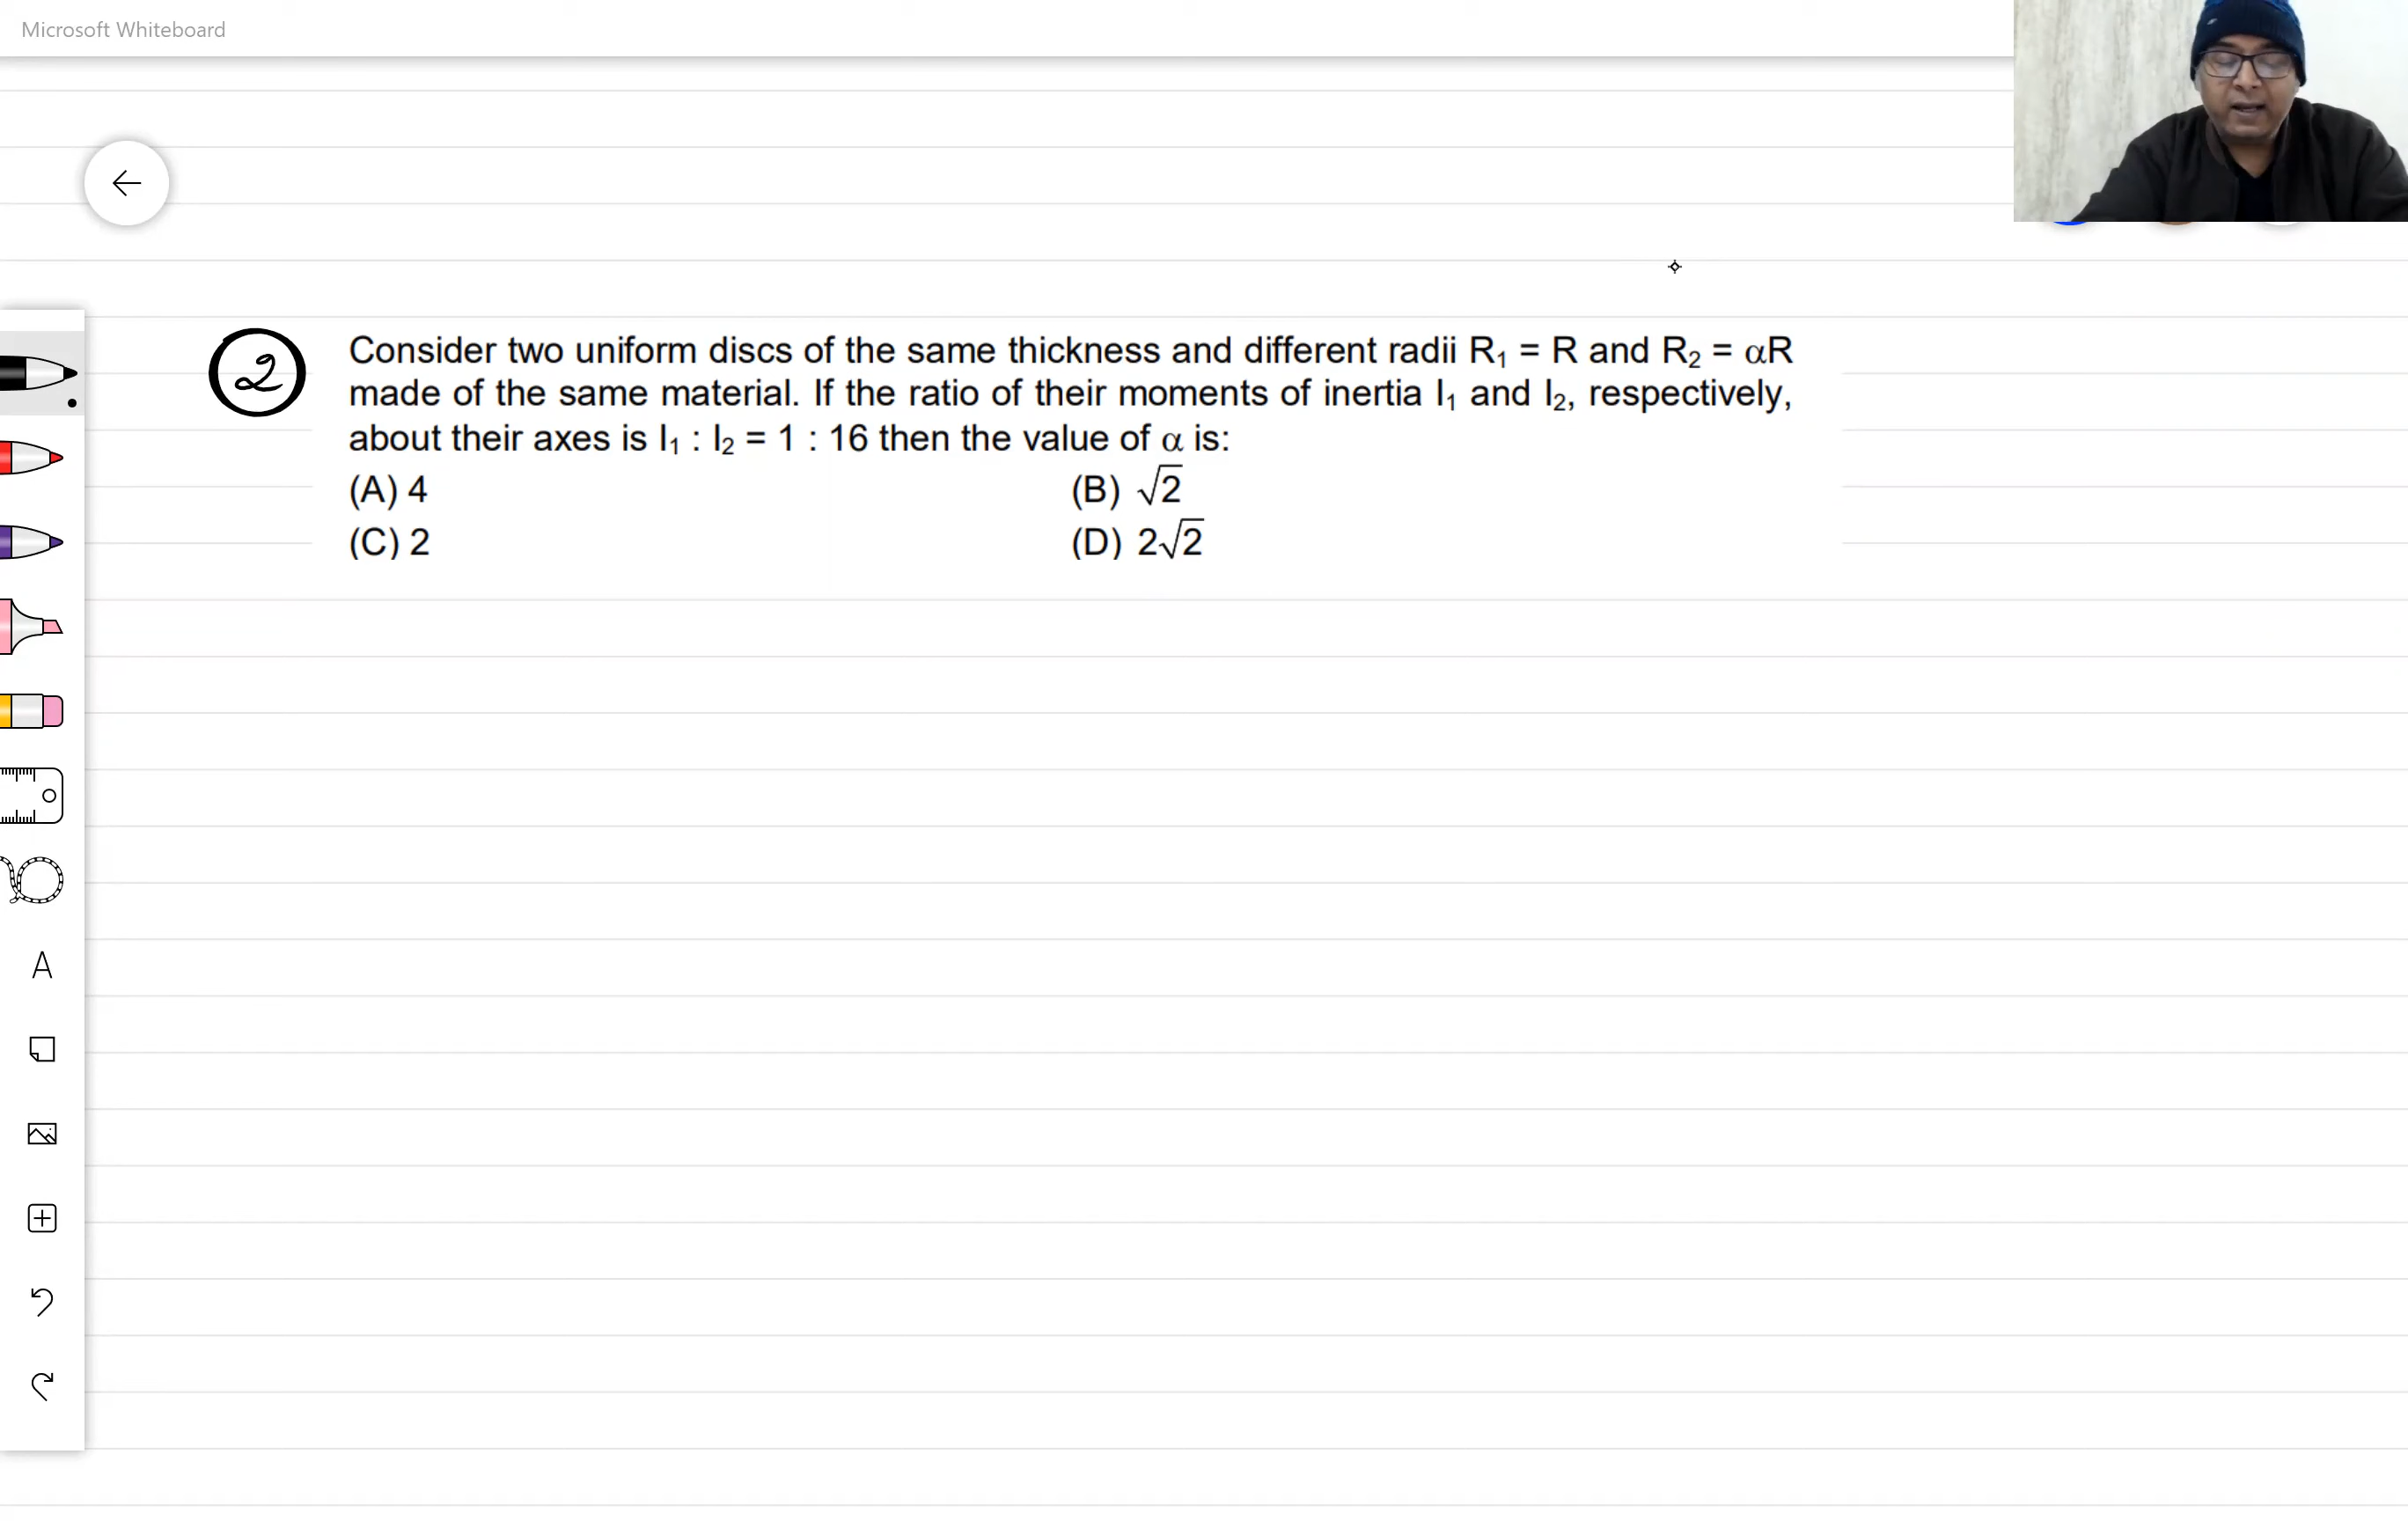 Microsoft Whiteboard
2
Consider two uniform discs of the same thickness and different radii R₁ = R and R₂ = αR
made of the same material. If the ratio of their moments of inertia I₁ and I₂, respectively,
about their axes is I₁ : I₂ = 1 : 16 then the value of α is:
(A) 4 (B) √2
(C) 2 (D) 2√2
A